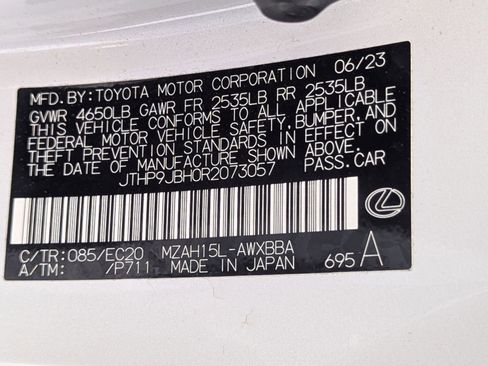 MFD.BY:TOYOTA MOTOR CORPORATION 06/23
GVWR 4650LB GAWR FR 2535LB RR 2535LB
THIS VEHICLE CONFORMS TO ALL APPLICABLE
FEDERAL MOTOR VEHICLE SAFETY, BUMPER, AND
THEFT PREVENTION STANDARDS IN EFFECT ON
THE DATE OF MANUFACTURE SHOWN ABOVE.
JTHP9JBH0R2073057 PASS.CAR
C/TR:085/EC20 MZAH15L-AWXBBA
A/TM: /P711 MADE IN JAPAN 695 A